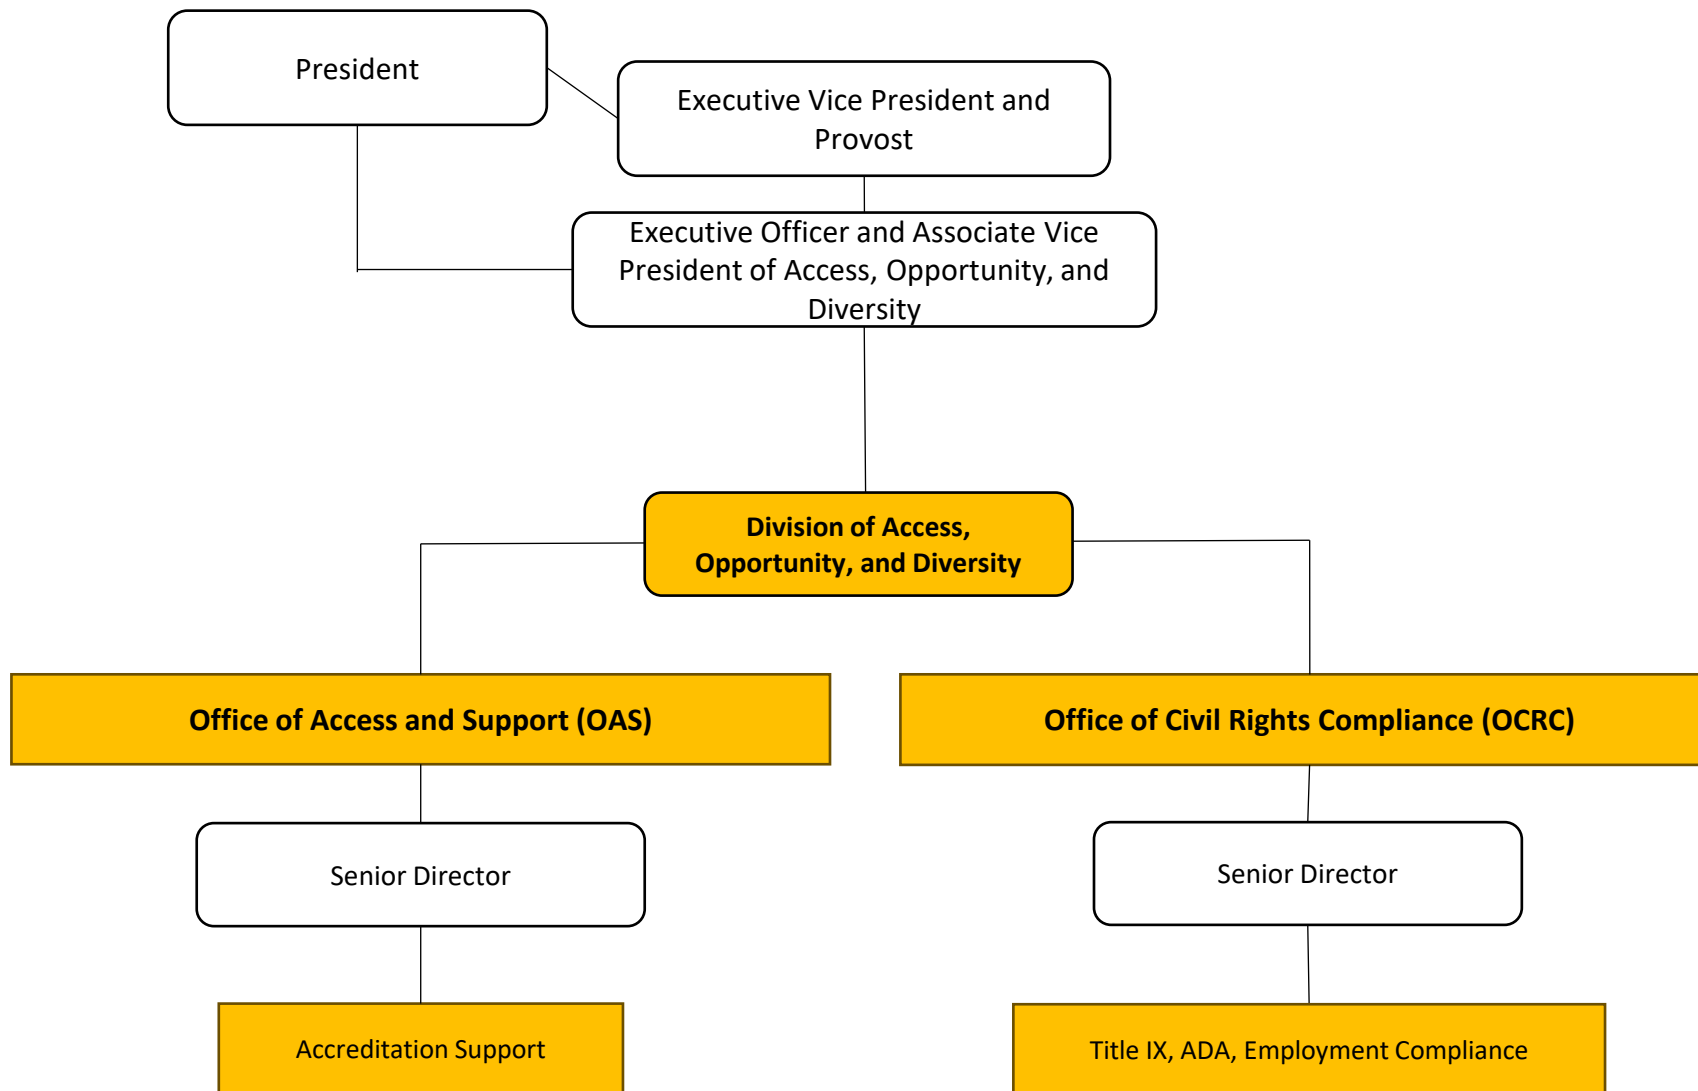 President
Executive Vice President and
Provost
Executive Officer and Associate Vice
President of Access, Opportunity, and
Diversity
Division of Access,
Opportunity, and Diversity
Office of Access and Support (OAS)
Office of Civil Rights Compliance (OCRC)
Senior Director
Senior Director
Accreditation Support
Title IX, ADA, Employment Compliance